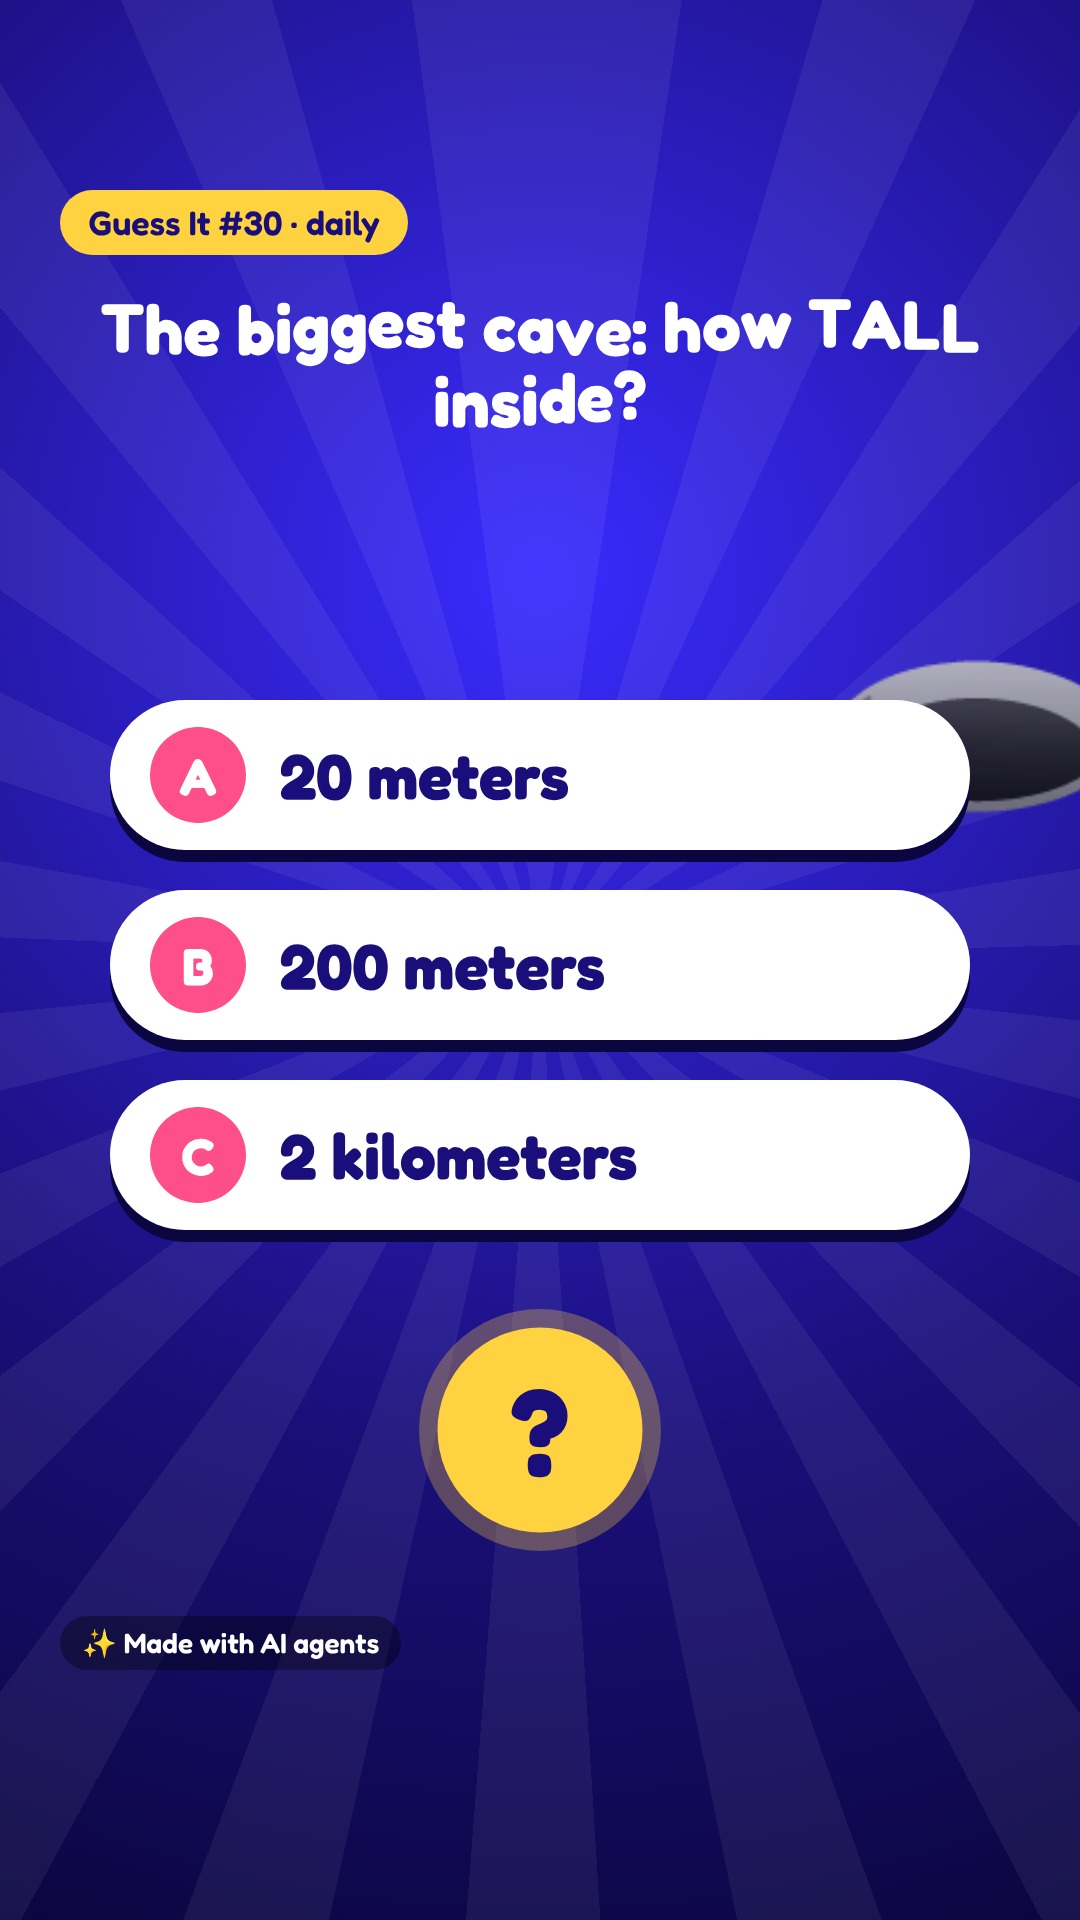 Guess It #30 · daily
The biggest cave: how TALL
inside?
A 20 meters
B 200 meters
C 2 kilometers
?
✨ Made with AI agents